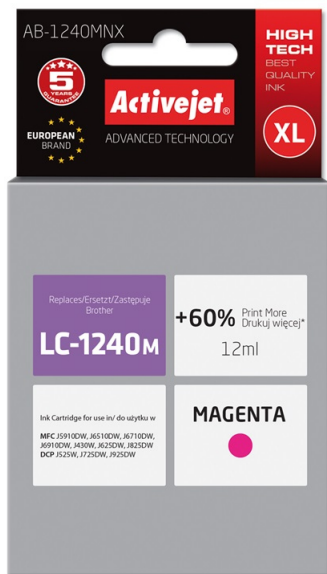 AB-1240MNX
HIGH
TECH
BEST
QUALITY
INK
5
YEARS
GUARANTEE
Activejet®
EUROPEAN
BRAND
ADVANCED TECHNOLOGY
XL
Replaces/Ersetzt/Zastępuje
Brother
LC-1240M
+60% Print More
Drukuj więcej*
12ml
Ink Cartridge for use in/ do użytku w
MFC J5910DW, J6510DW, J6710DW,
J6910DW, J430W, J625DW, J825DW
DCP J525W, J725DW, J925DW
MAGENTA